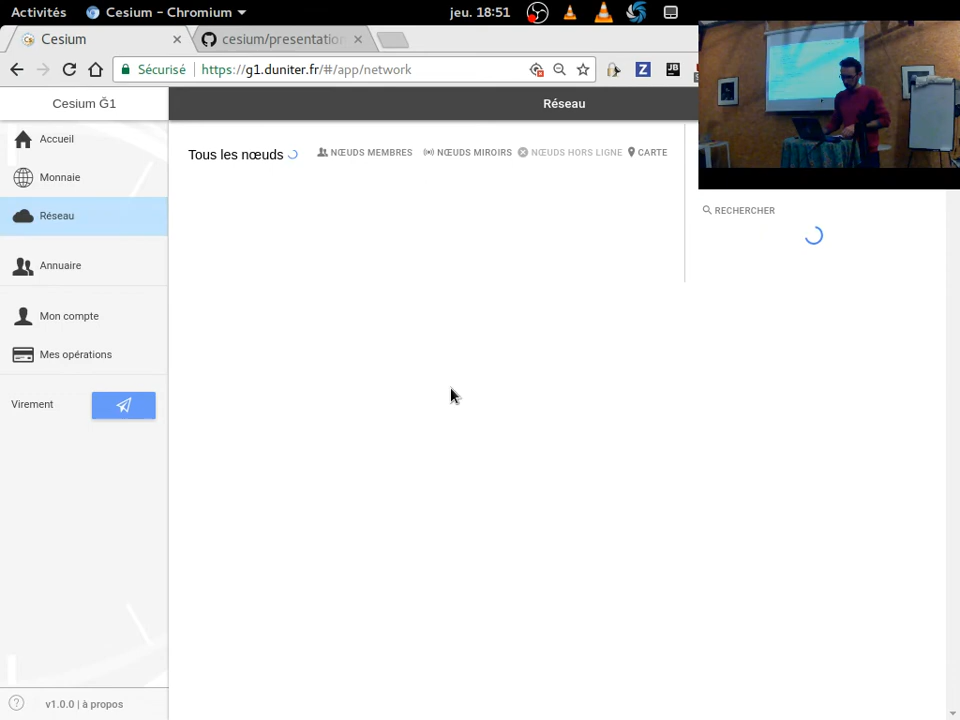 Activités
Cesium – Chromium
jeu. 18:51
Cesium
cesium/presentation
Sécurisé
https://g1.duniter.fr/#/app/network
Z
JB
Cesium Ğ1
Réseau
Accueil
Monnaie
Réseau
Annuaire
Mon compte
Mes opérations
Virement
v1.0.0 | à propos
Tous les nœuds
NŒUDS MEMBRES
NŒUDS MIROIRS
NŒUDS HORS LIGNE
CARTE
RECHERCHER